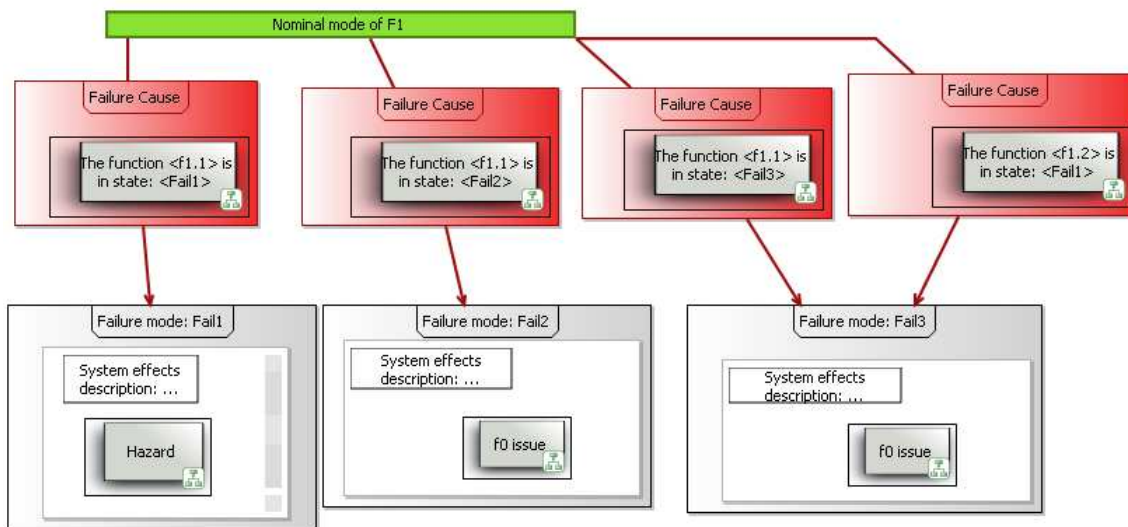 Nominal mode of F1
Failure Cause
The function <f1.1> is
in state: <Fail1>
Failure Cause
The function <f1.1> is
in state: <Fail2>
Failure Cause
The function <f1.1> is
in state: <Fail3>
Failure Cause
The function <f1.2> is
in state: <Fail1>
Failure mode: Fail1
System effects
description: ...
Hazard
Failure mode: Fail2
System effects
description: ...
f0 issue
Failure mode: Fail3
System effects
description: ...
f0 issue